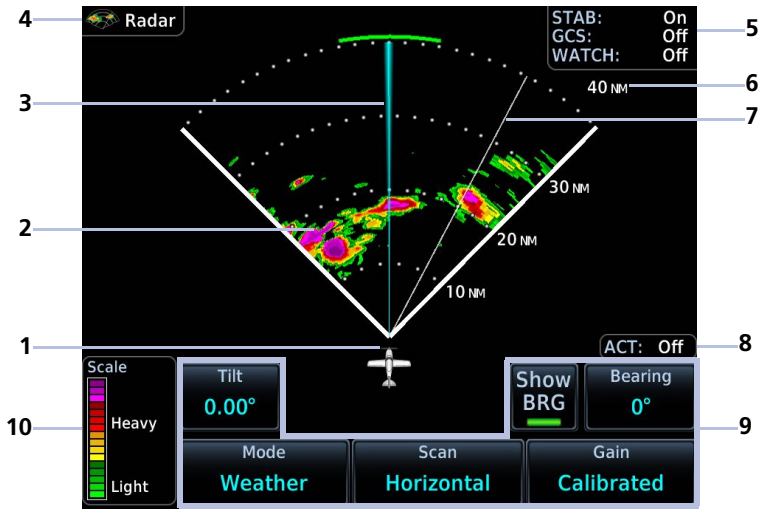 4
Radar
STAB: On
GCS: Off
WATCH: Off
5
40 NM
6
3
7
30 NM
2
20 NM
10 NM
1
ACT: Off
8
Scale
Heavy
Light
10
Tilt
0.00°
Show
BRG
Bearing
0°
9
Mode
Weather
Scan
Horizontal
Gain
Calibrated